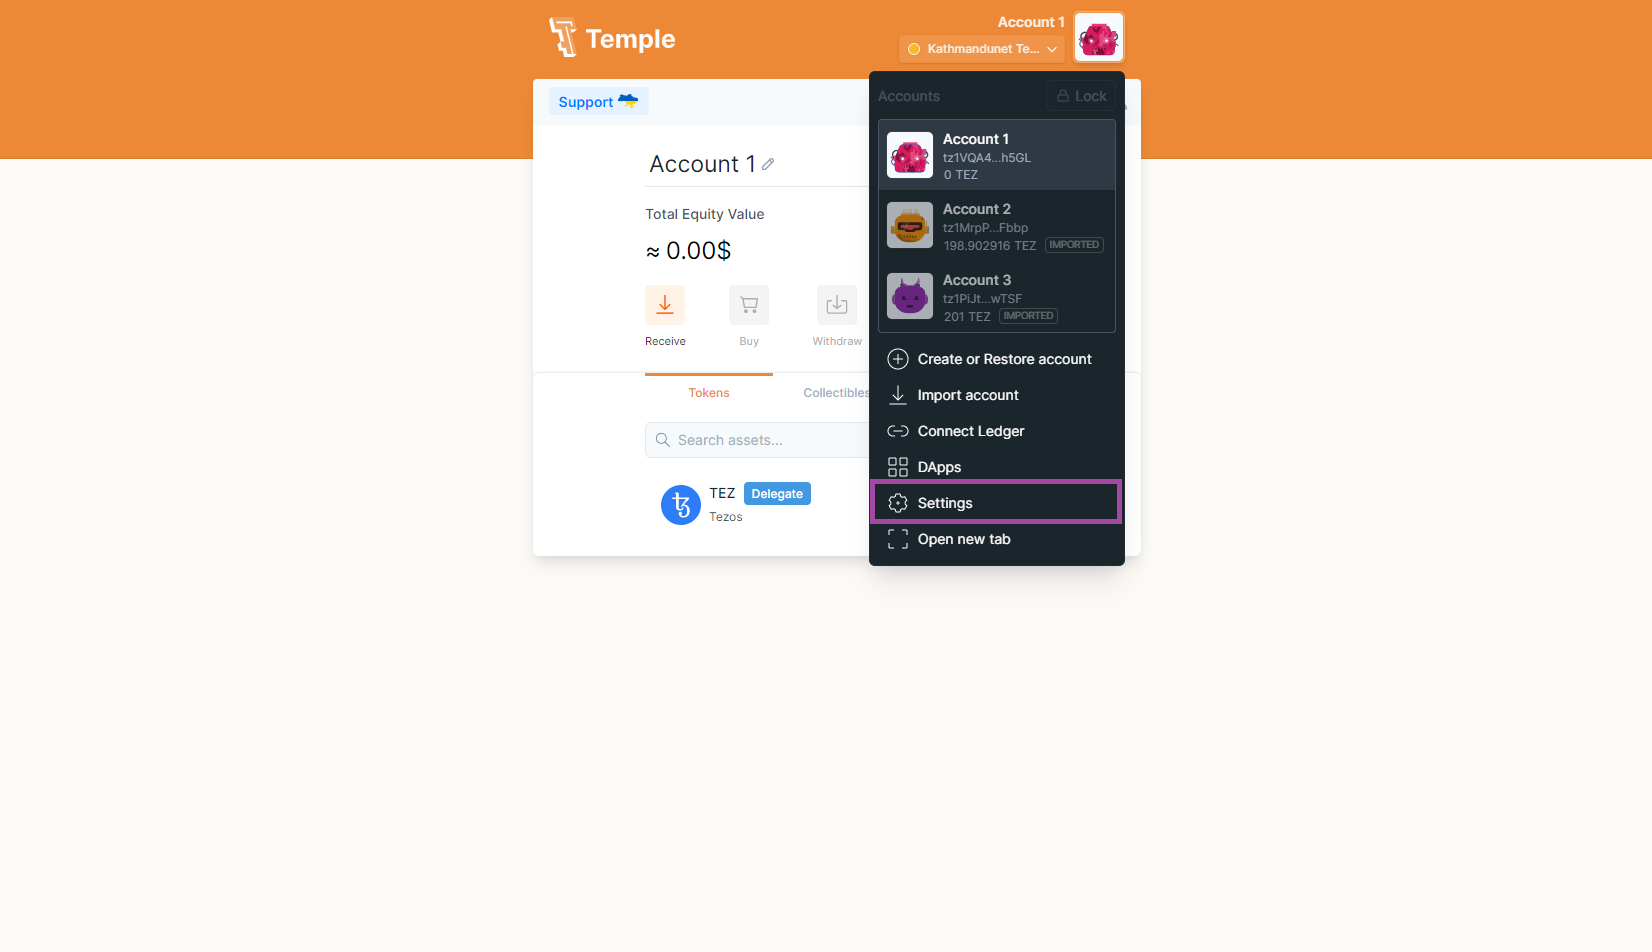 Temple
Account 1
Kathmandunet Te...
Support
Accounts
Lock
Account 1
tz1VQA4...h5GL
0 TEZ
Account 2
tz1MrpP...Fbbp
198.902916 TEZ IMPORTED
Account 3
tz1PiJt...wTSF
201 TEZ IMPORTED
Create or Restore account
Import account
Connect Ledger
DApps
Settings
Open new tab
Account 1
Total Equity Value
≈ 0.00$
Receive
Buy
Withdraw
Tokens
Collectibles
Search assets...
TEZ Delegate
Tezos